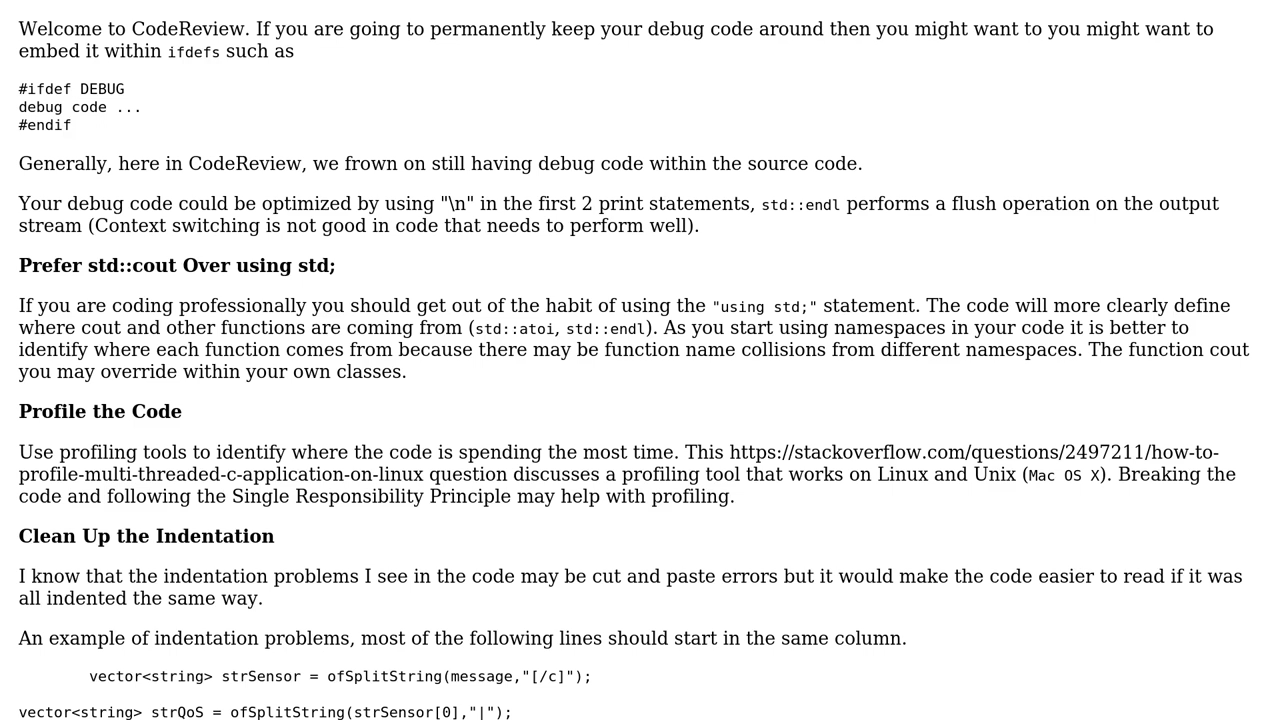 Welcome to CodeReview. If you are going to permanently keep your debug code around then you might want to you might want to
embed it within ifdefs such as
#ifdef DEBUG
debug code ...
#endif
Generally, here in CodeReview, we frown on still having debug code within the source code.
Your debug code could be optimized by using "\n" in the first 2 print statements, std::endl performs a flush operation on the output
stream (Context switching is not good in code that needs to perform well).
Prefer std::cout Over using std;
If you are coding professionally you should get out of the habit of using the "using std;" statement. The code will more clearly define
where cout and other functions are coming from (std::atoi, std::endl). As you start using namespaces in your code it is better to
identify where each function comes from because there may be function name collisions from different namespaces. The function cout
you may override within your own classes.
Profile the Code
Use profiling tools to identify where the code is spending the most time. This https://stackoverflow.com/questions/2497211/how-to-
profile-multi-threaded-c-application-on-linux question discusses a profiling tool that works on Linux and Unix (Mac OS X). Breaking the
code and following the Single Responsibility Principle may help with profiling.
Clean Up the Indentation
I know that the indentation problems I see in the code may be cut and paste errors but it would make the code easier to read if it was
all indented the same way.
An example of indentation problems, most of the following lines should start in the same column.
        vector<string> strSensor = ofSplitString(message,"[/c]");
vector<string> strQoS = ofSplitString(strSensor[0],"|");